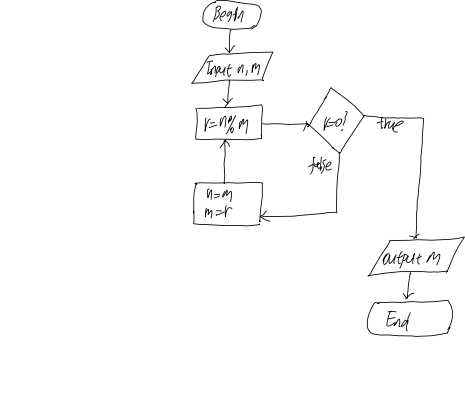 Begin
Input n, m
r=n%m
r=0?
true
false
n=m
m=r
output m
End